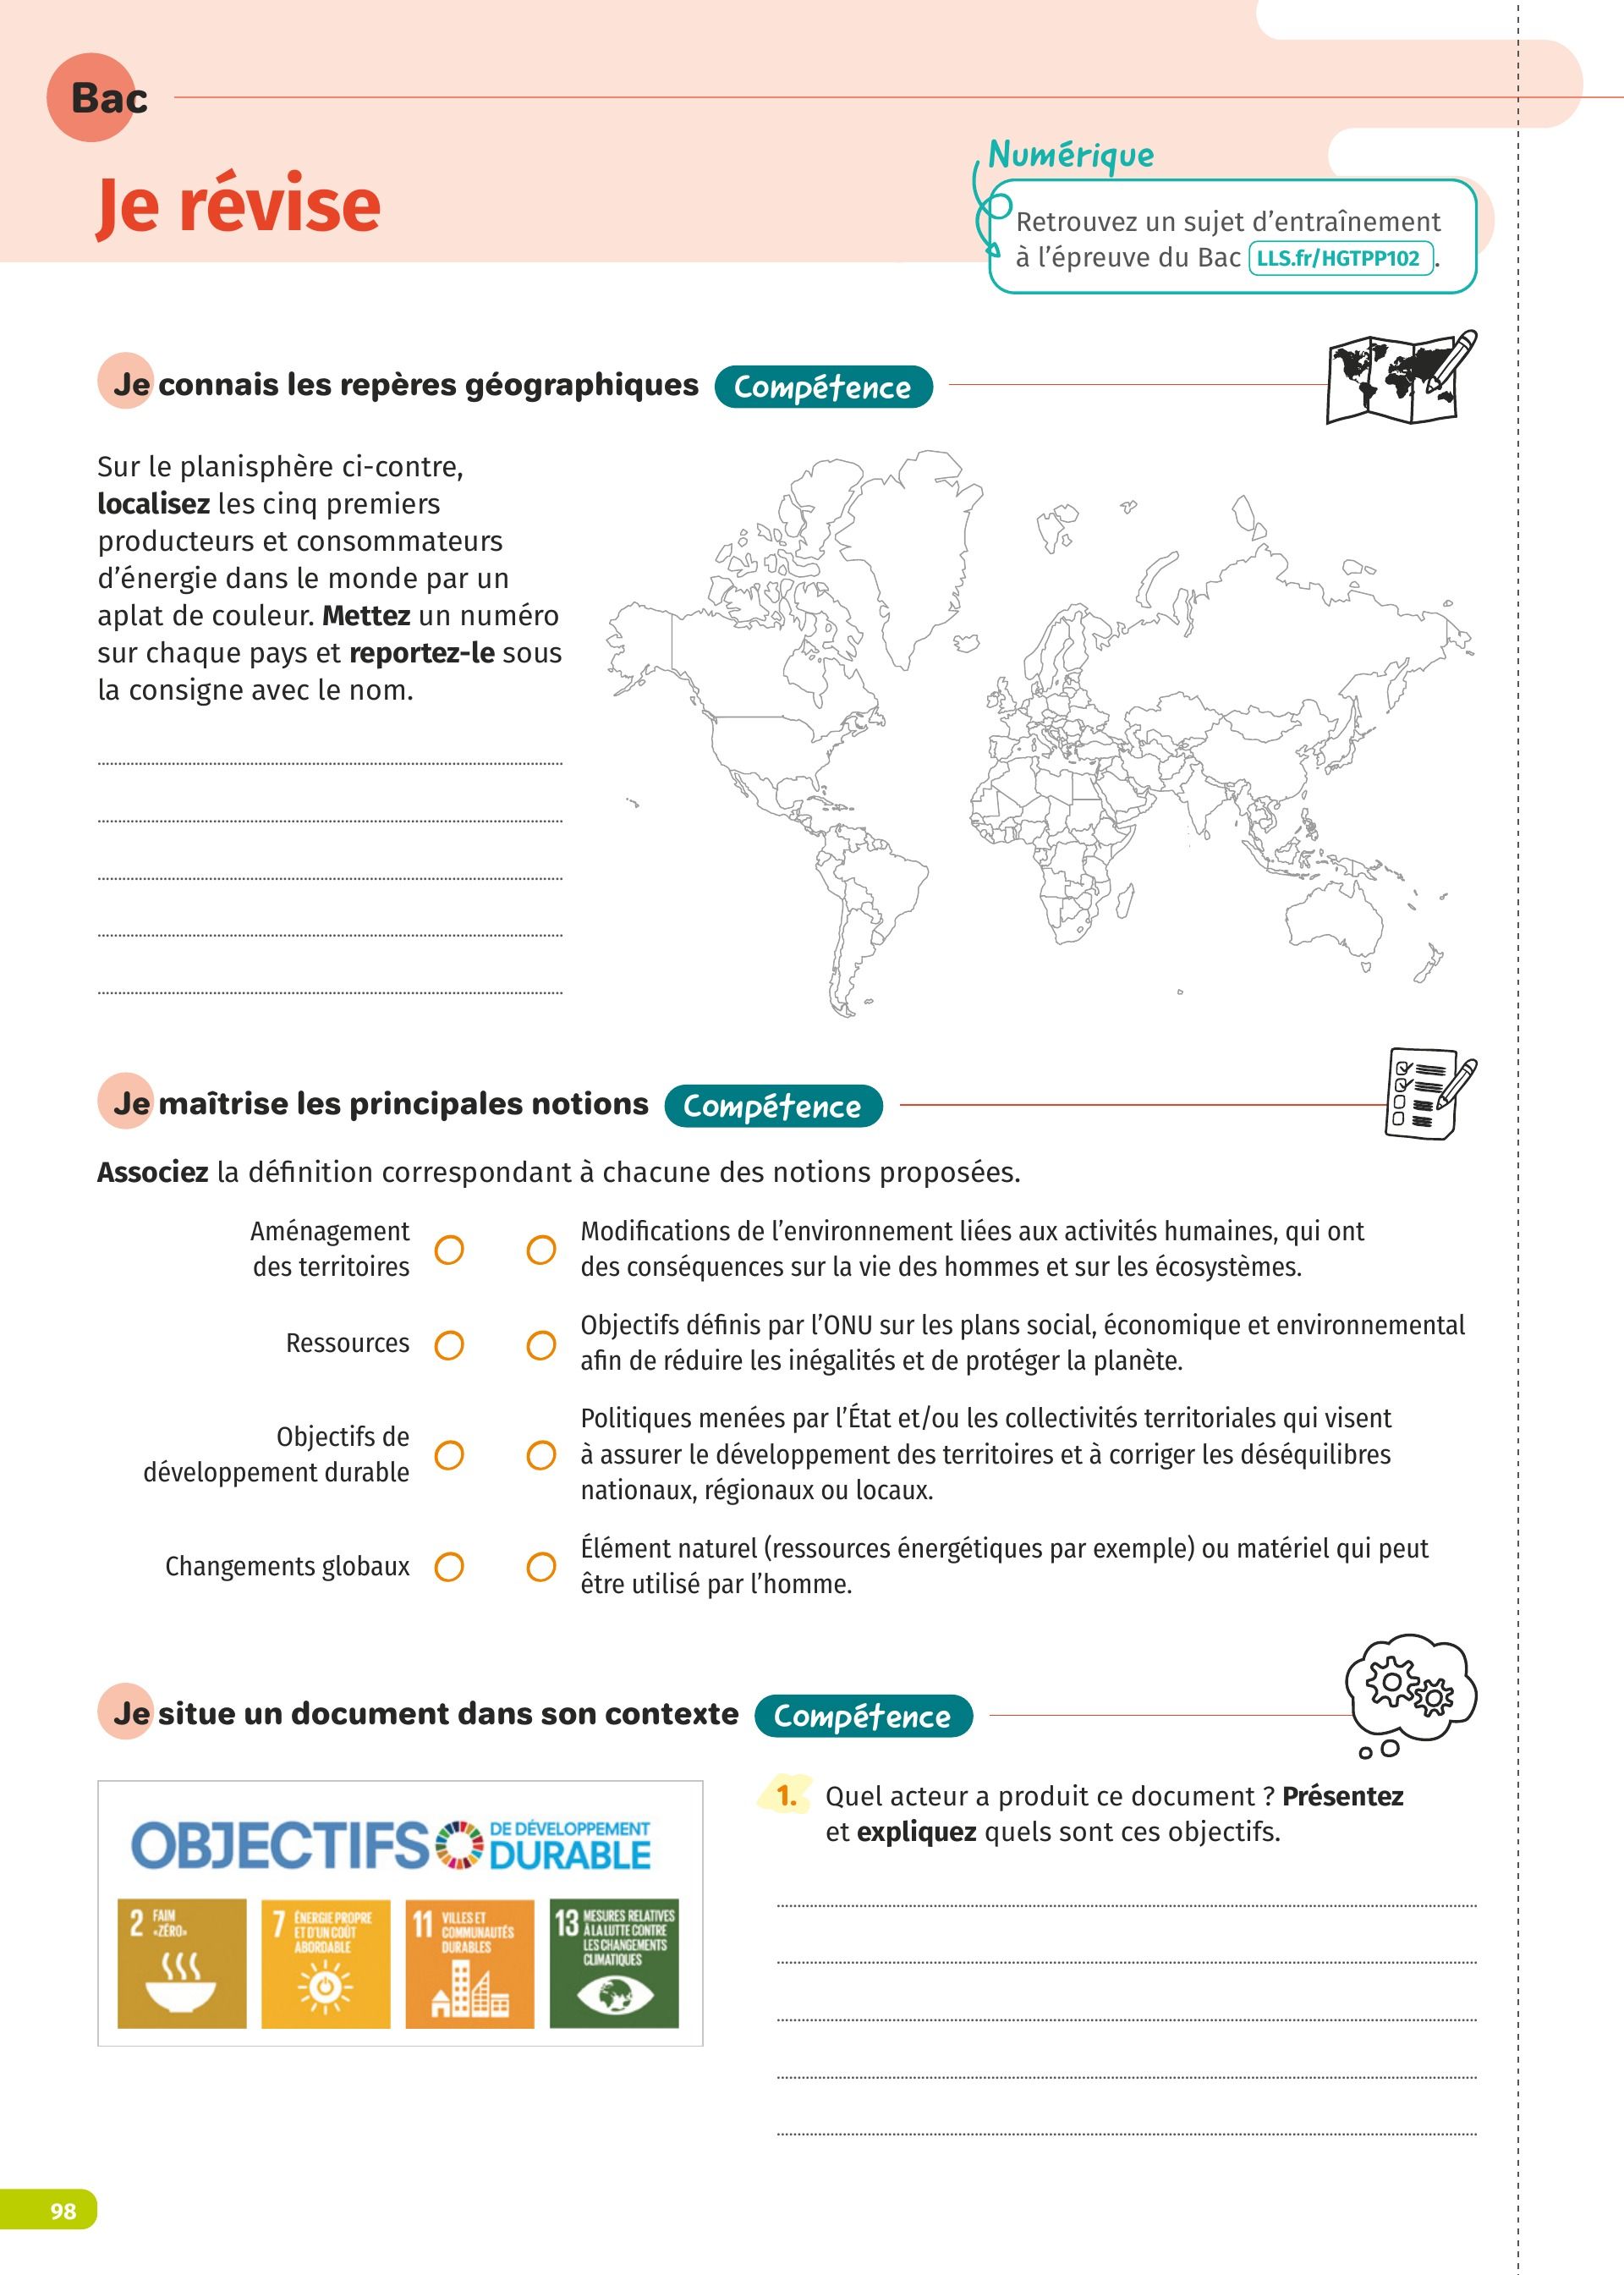 Bac
Je révise
Numérique
Retrouvez un sujet d’entraînement
à l’épreuve du Bac LLS.fr/HGTPP102 .
Je connais les repères géographiques Compétence
Sur le planisphère ci-contre,
localisez les cinq premiers
producteurs et consommateurs
d’énergie dans le monde par un
aplat de couleur. Mettez un numéro
sur chaque pays et reportez-le sous
la consigne avec le nom.
Je maîtrise les principales notions Compétence
Associez la définition correspondant à chacune des notions proposées.
Aménagement
des territoires
Modifications de l’environnement liées aux activités humaines, qui ont
des conséquences sur la vie des hommes et sur les écosystèmes.
Ressources
Objectifs définis par l’ONU sur les plans social, économique et environnemental
afin de réduire les inégalités et de protéger la planète.
Objectifs de
développement durable
Politiques menées par l’État et/ou les collectivités territoriales qui visent
à assurer le développement des territoires et à corriger les déséquilibres
nationaux, régionaux ou locaux.
Changements globaux
Élément naturel (ressources énergétiques par exemple) ou matériel qui peut
être utilisé par l’homme.
Je situe un document dans son contexte Compétence
OBJECTIFS DE DÉVELOPPEMENT
DURABLE
2 FAIM
«ZÉRO»
7 ÉNERGIE PROPRE
ET D'UN COÛT
ABORDABLE
11 VILLES ET
COMMUNAUTÉS
DURABLES
13 MESURES RELATIVES
À LA LUTTE CONTRE
LES CHANGEMENTS
CLIMATIQUES
1. Quel acteur a produit ce document ? Présentez
et expliquez quels sont ces objectifs.
98